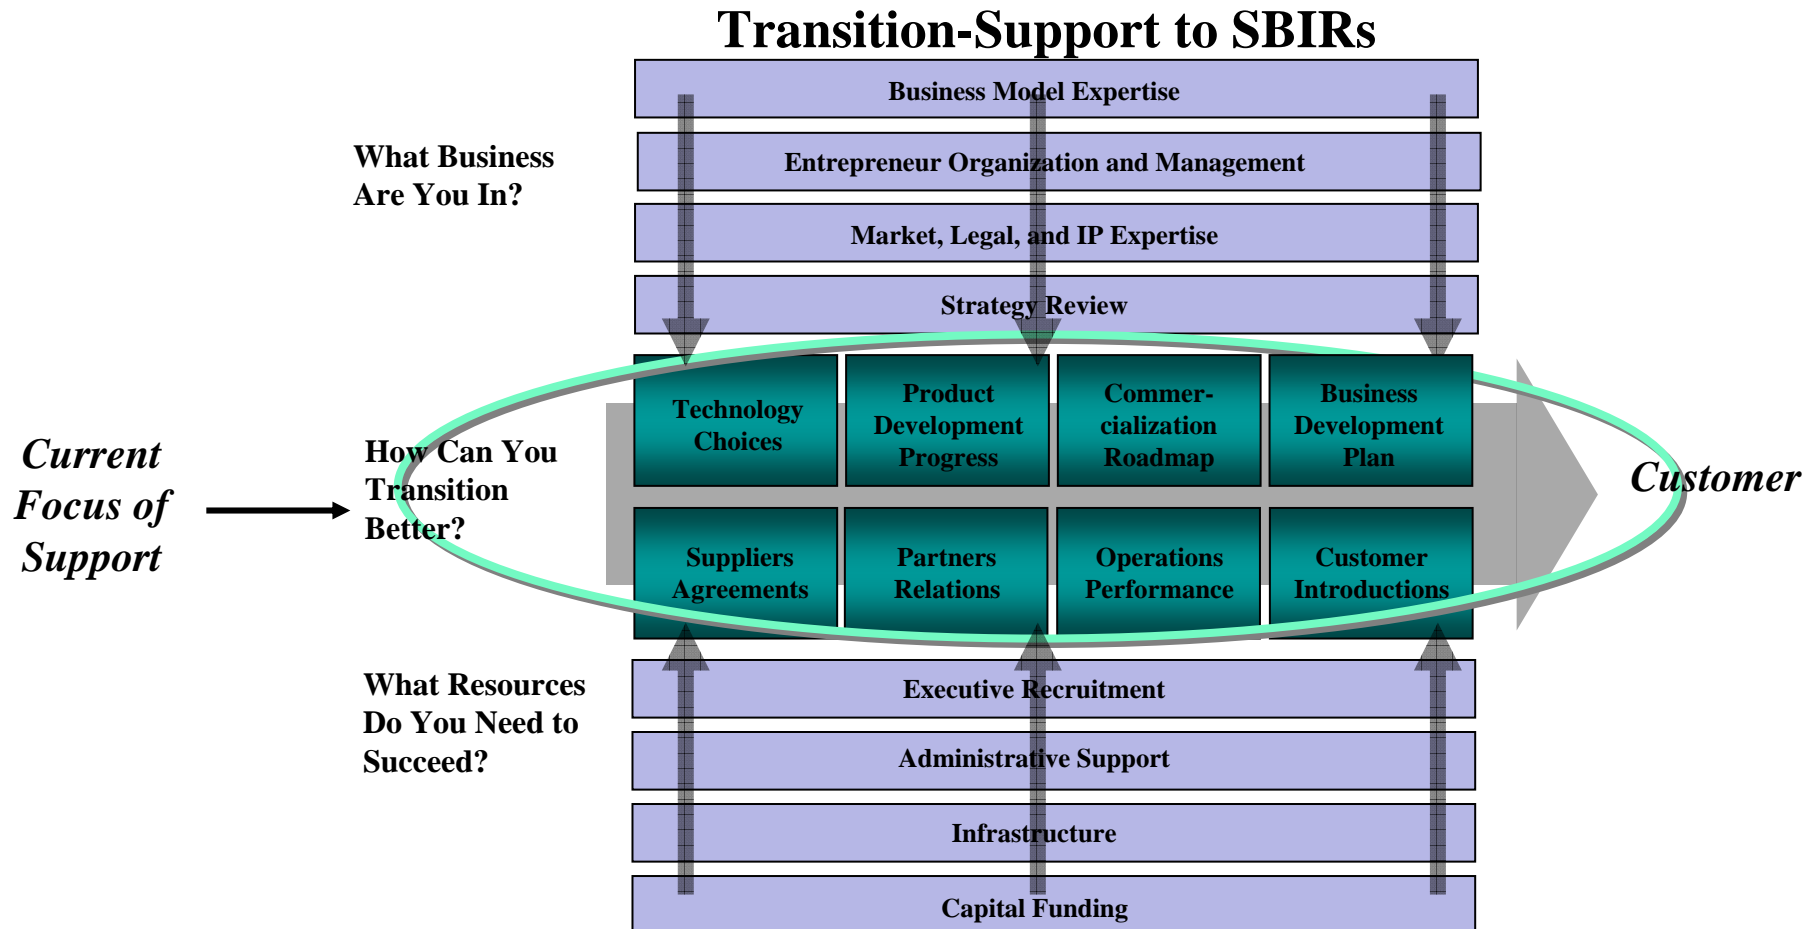 Transition-Support to SBIRs
Business Model Expertise
What Business
Are You In?
Entrepreneur Organization and Management
Market, Legal, and IP Expertise
Strategy Review
Current
Focus of
Support
How Can You
Transition
Better?
Technology
Choices
Product
Development
Progress
Commer-
cialization
Roadmap
Business
Development
Plan
Customer
Suppliers
Agreements
Partners
Relations
Operations
Performance
Customer
Introductions
What Resources
Do You Need to
Succeed?
Executive Recruitment
Administrative Support
Infrastructure
Capital Funding